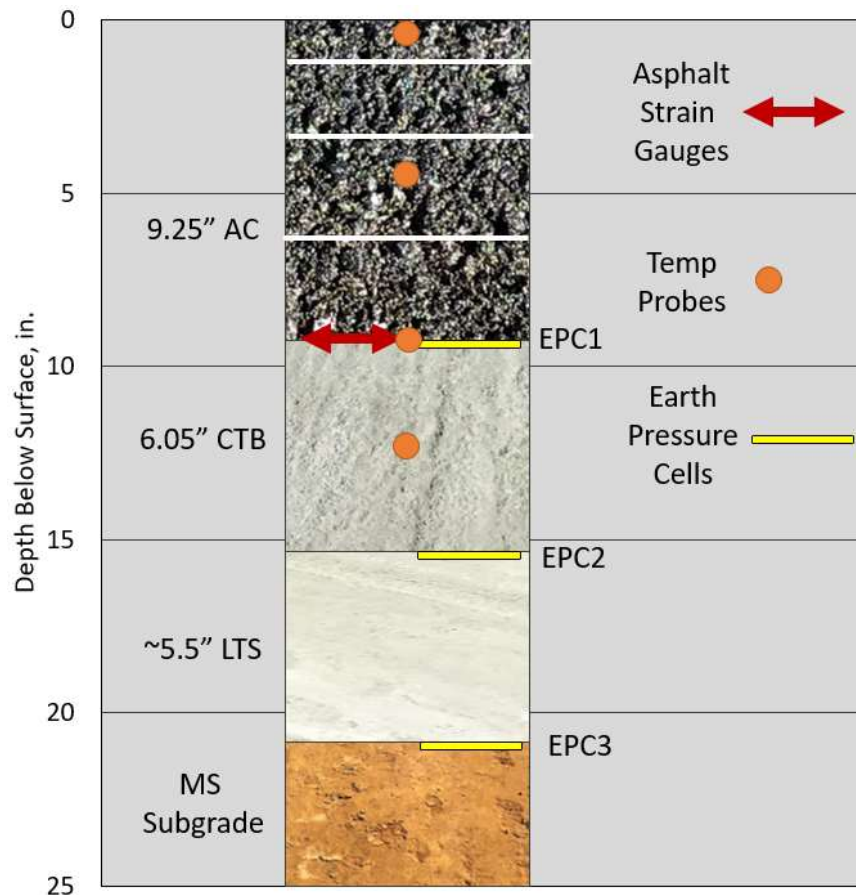 0
5
10
15
20
25
Depth Below Surface, in.
9.25” AC
6.05” CTB
~5.5” LTS
MS
Subgrade
EPC1
EPC2
EPC3
Asphalt
Strain
Gauges
Temp
Probes
Earth
Pressure
Cells